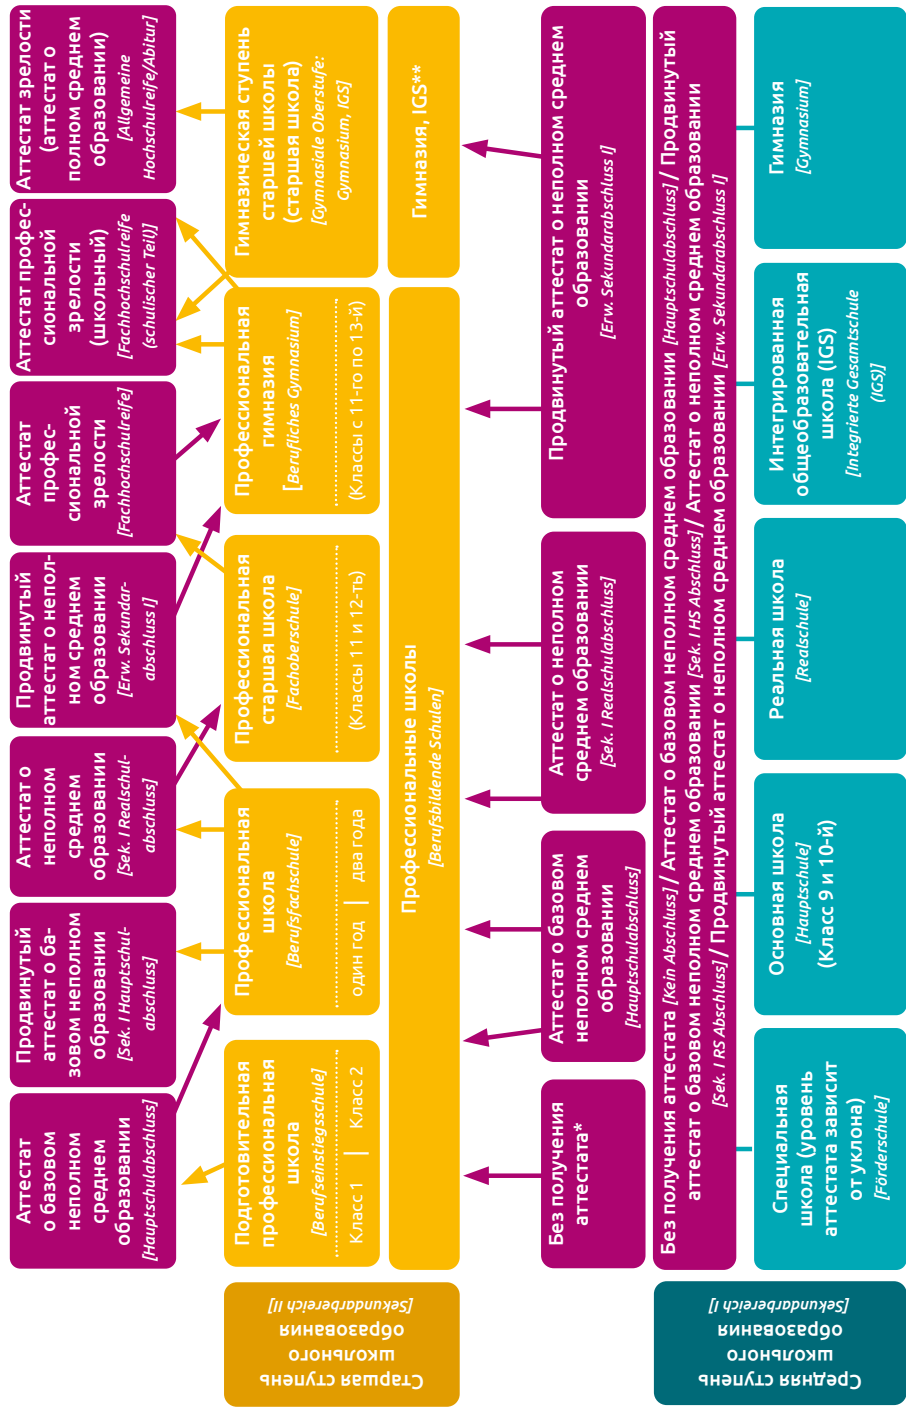 Аттестат
о базовом
неполном
среднем
образовании
[Hauptschulabschluss]
Продвинутый
аттестат о ба-
зовом неполном
образовании
[Sek. I Hauptschul-
abschluss]
Аттестат о
неполном
среднем
образовании
[Sek. I Realschul-
abschluss]
Продвинутый
аттестат о непол-
ном среднем
образовании
[Erw. Sekundar-
abschluss I]
Аттестат
профес-
сиональной
зрелости
[Fachhochschulreife]
Аттестат профес-
сиональной
зрелости
(школьный)
[Fachhochschulreife
(schulischer Teil)]
Аттестат зрелости
(аттестат о
полном среднем
образовании)
[Allgemeine
Hochschulreife/Abitur]
Старшая ступень
школьного
образования
[Sekundarbereich II]
Подготовительная
профессиональная
школа
[Berufseinstiegsschule]
Класс 1 | Класс 2
Профессиональная
школа
[Berufsfachschule]
один год | два года
Профессиональная
старшая школа
[Fachoberschule]
(Классы 11 и 12-ть)
Профессиональная
гимназия
[Berufliches Gymnasium]
(Классы с 11-го по 13-й)
Гимназическая ступень
старшей школы
(старшая школа)
[Gymnasiale Oberstufe:
Gymnasium, IGS]
Профессиональные школы
[Berufsbildende Schulen]
Гимназия, IGS**
Без получения
аттестата*
Аттестат о базовом
неполном среднем
образовании
[Hauptschulabschluss]
Аттестат о неполном
среднем образовании
[Sek. I Realschulabschluss]
Продвинутый аттестат о неполном среднем
образовании
[Erw. Sekundarabschluss I]
Без получения аттестата [Kein Abschluss] / Аттестат о базовом неполном среднем образовании [Hauptschulabschluss] / Продвинутый
аттестат о базовом неполном среднем образовании [Sek. I HS Abschluss] / Аттестат о неполном среднем образовании
[Sek. I RS Abschluss] / Продвинутый аттестат о неполном среднем образовании [Erw. Sekundarabschluss I]
Средняя ступень
школьного
образования
[Sekundarbereich I]
Специальная
школа (уровень
аттестата зависит
от уклона)
[Förderschule]
Основная школа
[Hauptschule]
(Класс 9 и 10-й)
Реальная школа
[Realschule]
Интегрированная
общеобразовательная
школа (IGS)
[Integrierte Gesamtschule
(IGS)]
Гимназия
[Gymnasium]